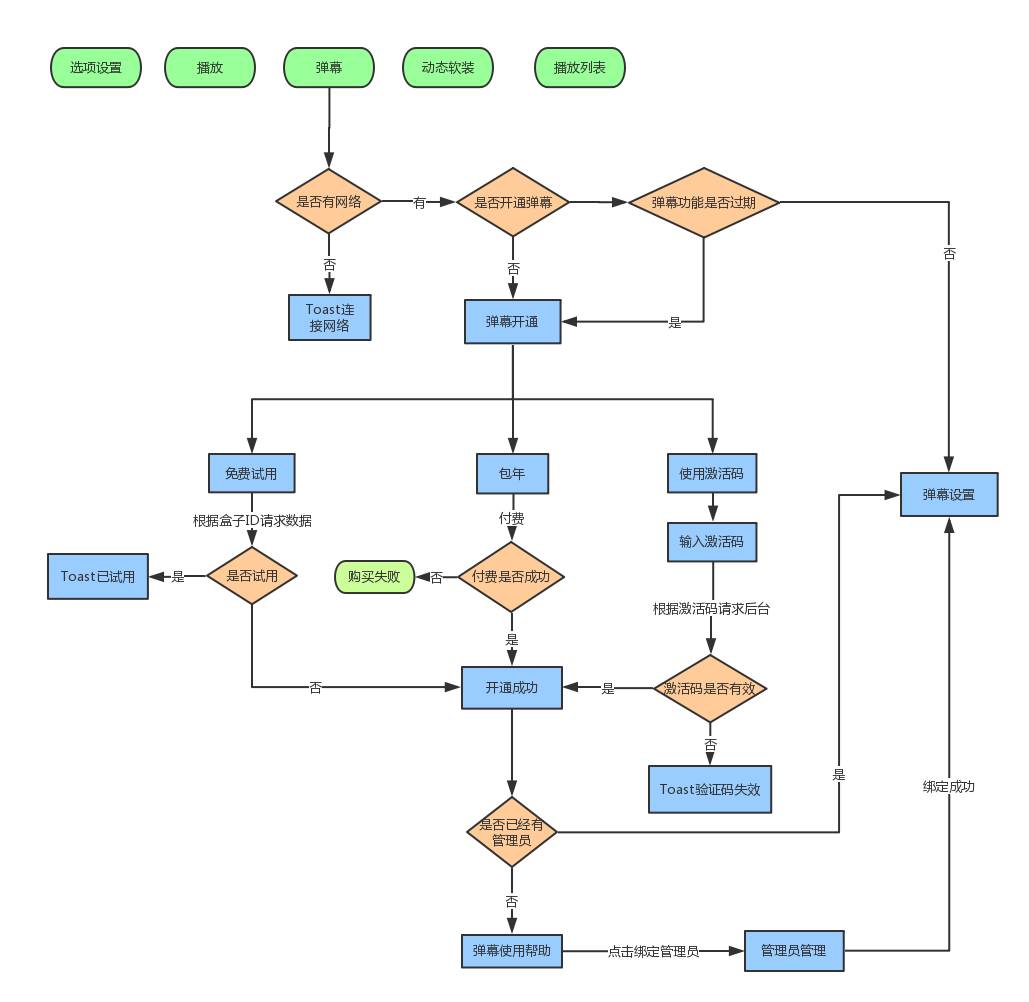 选项设置
播放
弹幕
动态软装
播放列表
是否有网络
有
是否开通弹幕
弹幕功能是否过期
否
否
否
Toast连
接网络
弹幕开通
是
免费试用
包年
使用激活码
弹幕设置
根据盒子ID请求数据
付费
输入激活码
Toast已试用
是
是否试用
购买失败
否
付费是否成功
根据激活码请求后台
是
否
开通成功
是
激活码是否有效
否
Toast验证码失效
是
绑定成功
是否已经有
管理员
否
弹幕使用帮助
点击绑定管理员
管理员管理